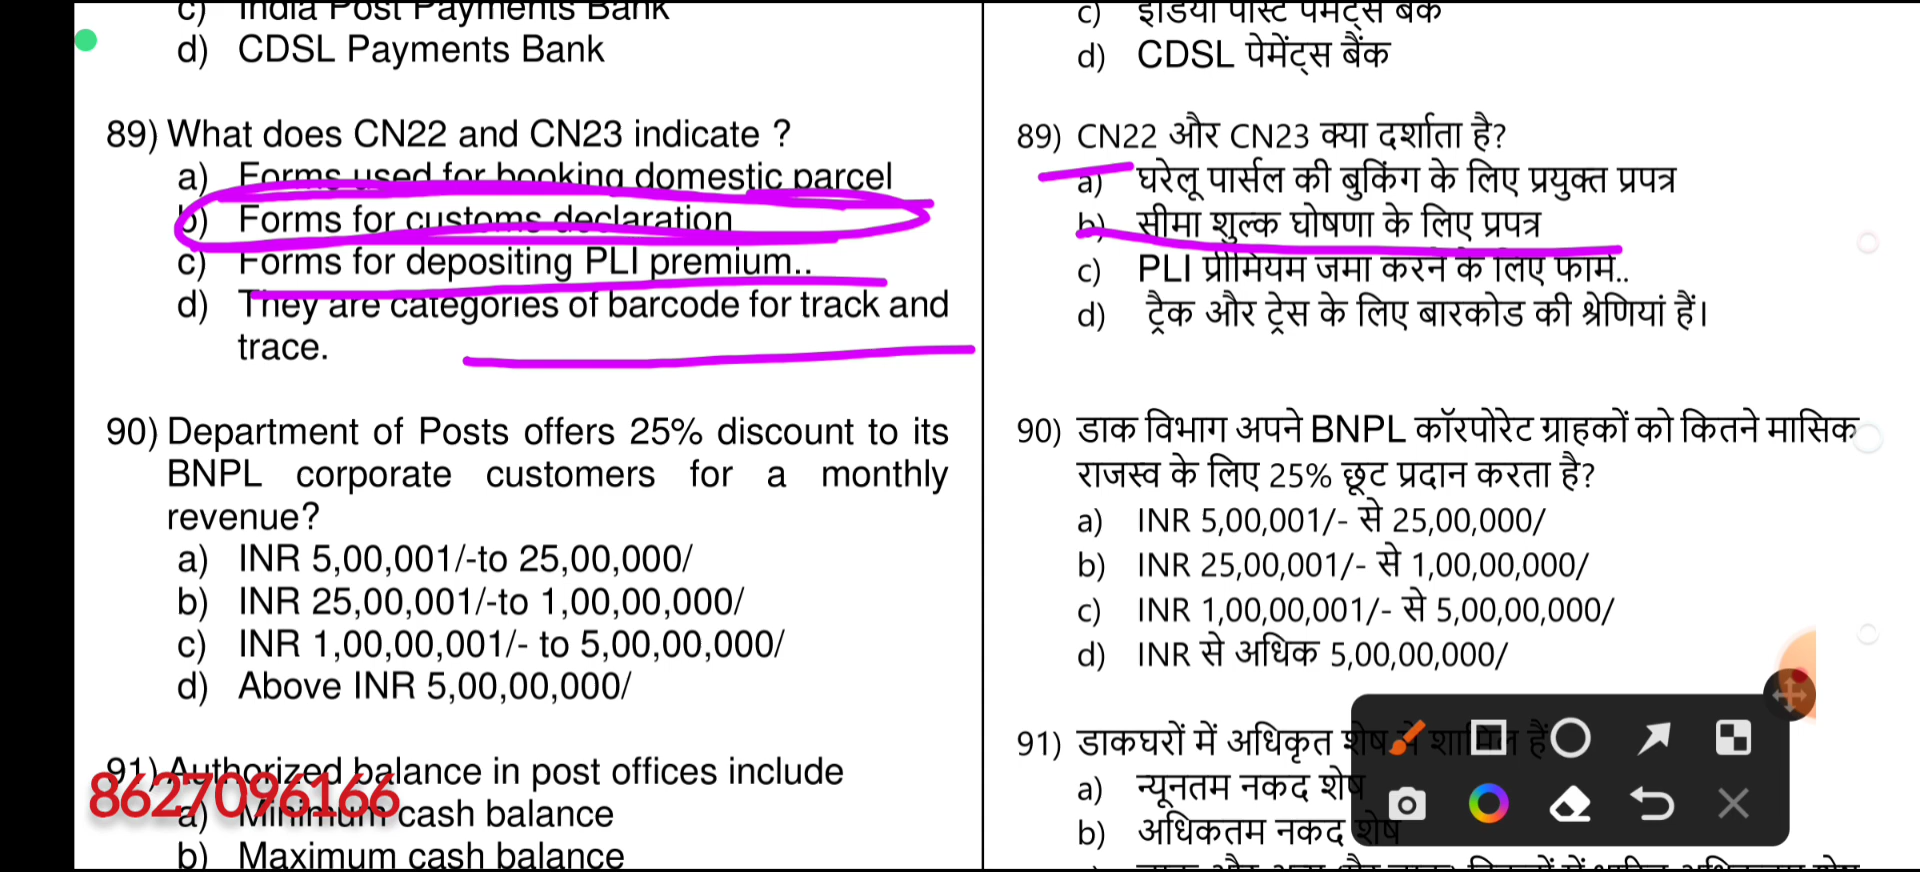 c) India Post Payments Bank
d) CDSL Payments Bank
89) What does CN22 and CN23 indicate ?
a) Forms used for booking domestic parcel
b) Forms for customs declaration
c) Forms for depositing PLI premium..
d) They are categories of barcode for track and
trace.
90) Department of Posts offers 25% discount to its
BNPL corporate customers for a monthly
revenue?
a) INR 5,00,001/-to 25,00,000/
b) INR 25,00,001/-to 1,00,00,000/
c) INR 1,00,00,001/- to 5,00,00,000/
d) Above INR 5,00,00,000/
91) Authorized balance in post offices include
8627096166
a) Minimum cash balance
b) Maximum cash balance
c) इंडिया पोस्ट पेमेंट्स बैंक
d) CDSL पेमेंट्स बैंक
89) CN22 और CN23 क्या दर्शाता है?
a) घरेलू पार्सल की बुकिंग के लिए प्रयुक्त प्रपत्र
b) सीमा शुल्क घोषणा के लिए प्रपत्र
c) PLI प्रीमियम जमा करने के लिए फार्म..
d) ट्रैक और ट्रेस के लिए बारकोड की श्रेणियां हैं।
90) डाक विभाग अपने BNPL कॉरपोरेट ग्राहकों को कितने मासिक
राजस्व के लिए 25% छूट प्रदान करता है?
a) INR 5,00,001/- से 25,00,000/
b) INR 25,00,001/- से 1,00,00,000/
c) INR 1,00,00,001/- से 5,00,00,000/
d) INR से अधिक 5,00,00,000/
91) डाकघरों में अधिकृत शेष में शामिल हैं
a) न्यूनतम नकद शेष
b) अधिकतम नकद शेष